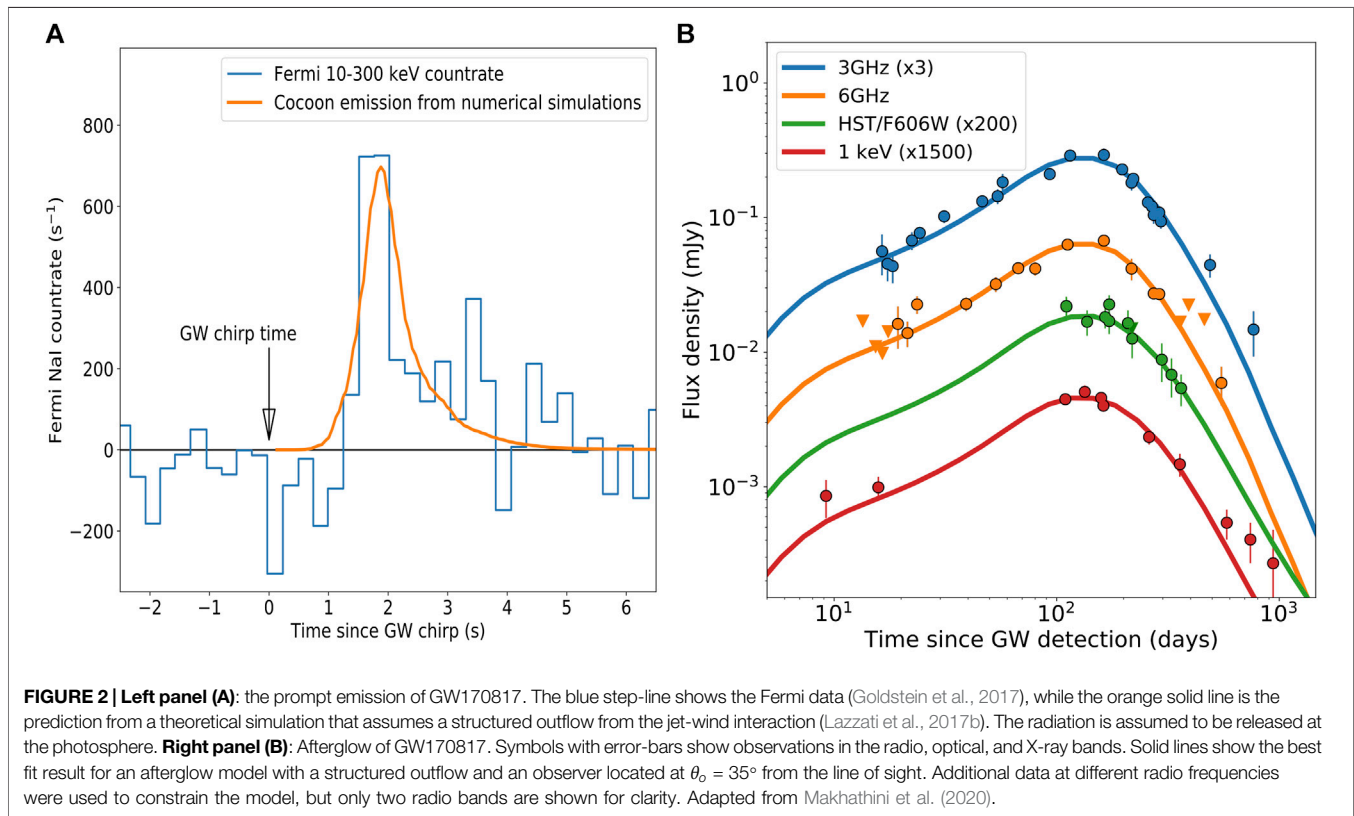 A
Fermi 10-300 keV countrate
Cocoon emission from numerical simulations
GW chirp time
Fermi NaI countrate (s⁻¹)
800
600
400
200
0
−200
−2 −1 0 1 2 3 4 5 6
Time since GW chirp (s)
B
3GHz (x3)
6GHz
HST/F606W (x200)
1 keV (x1500)
Flux density (mJy)
10⁰
10⁻¹
10⁻²
10⁻³
10¹ 10² 10³
Time since GW detection (days)
FIGURE 2 | Left panel (A): the prompt emission of GW170817. The blue step-line shows the Fermi data (Goldstein et al., 2017), while the orange solid line is the
prediction from a theoretical simulation that assumes a structured outflow from the jet-wind interaction (Lazzati et al., 2017b). The radiation is assumed to be released at
the photosphere. Right panel (B): Afterglow of GW170817. Symbols with error-bars show observations in the radio, optical, and X-ray bands. Solid lines show the best
fit result for an afterglow model with a structured outflow and an observer located at θₒ = 35° from the line of sight. Additional data at different radio frequencies
were used to constrain the model, but only two radio bands are shown for clarity. Adapted from Makhathini et al. (2020).